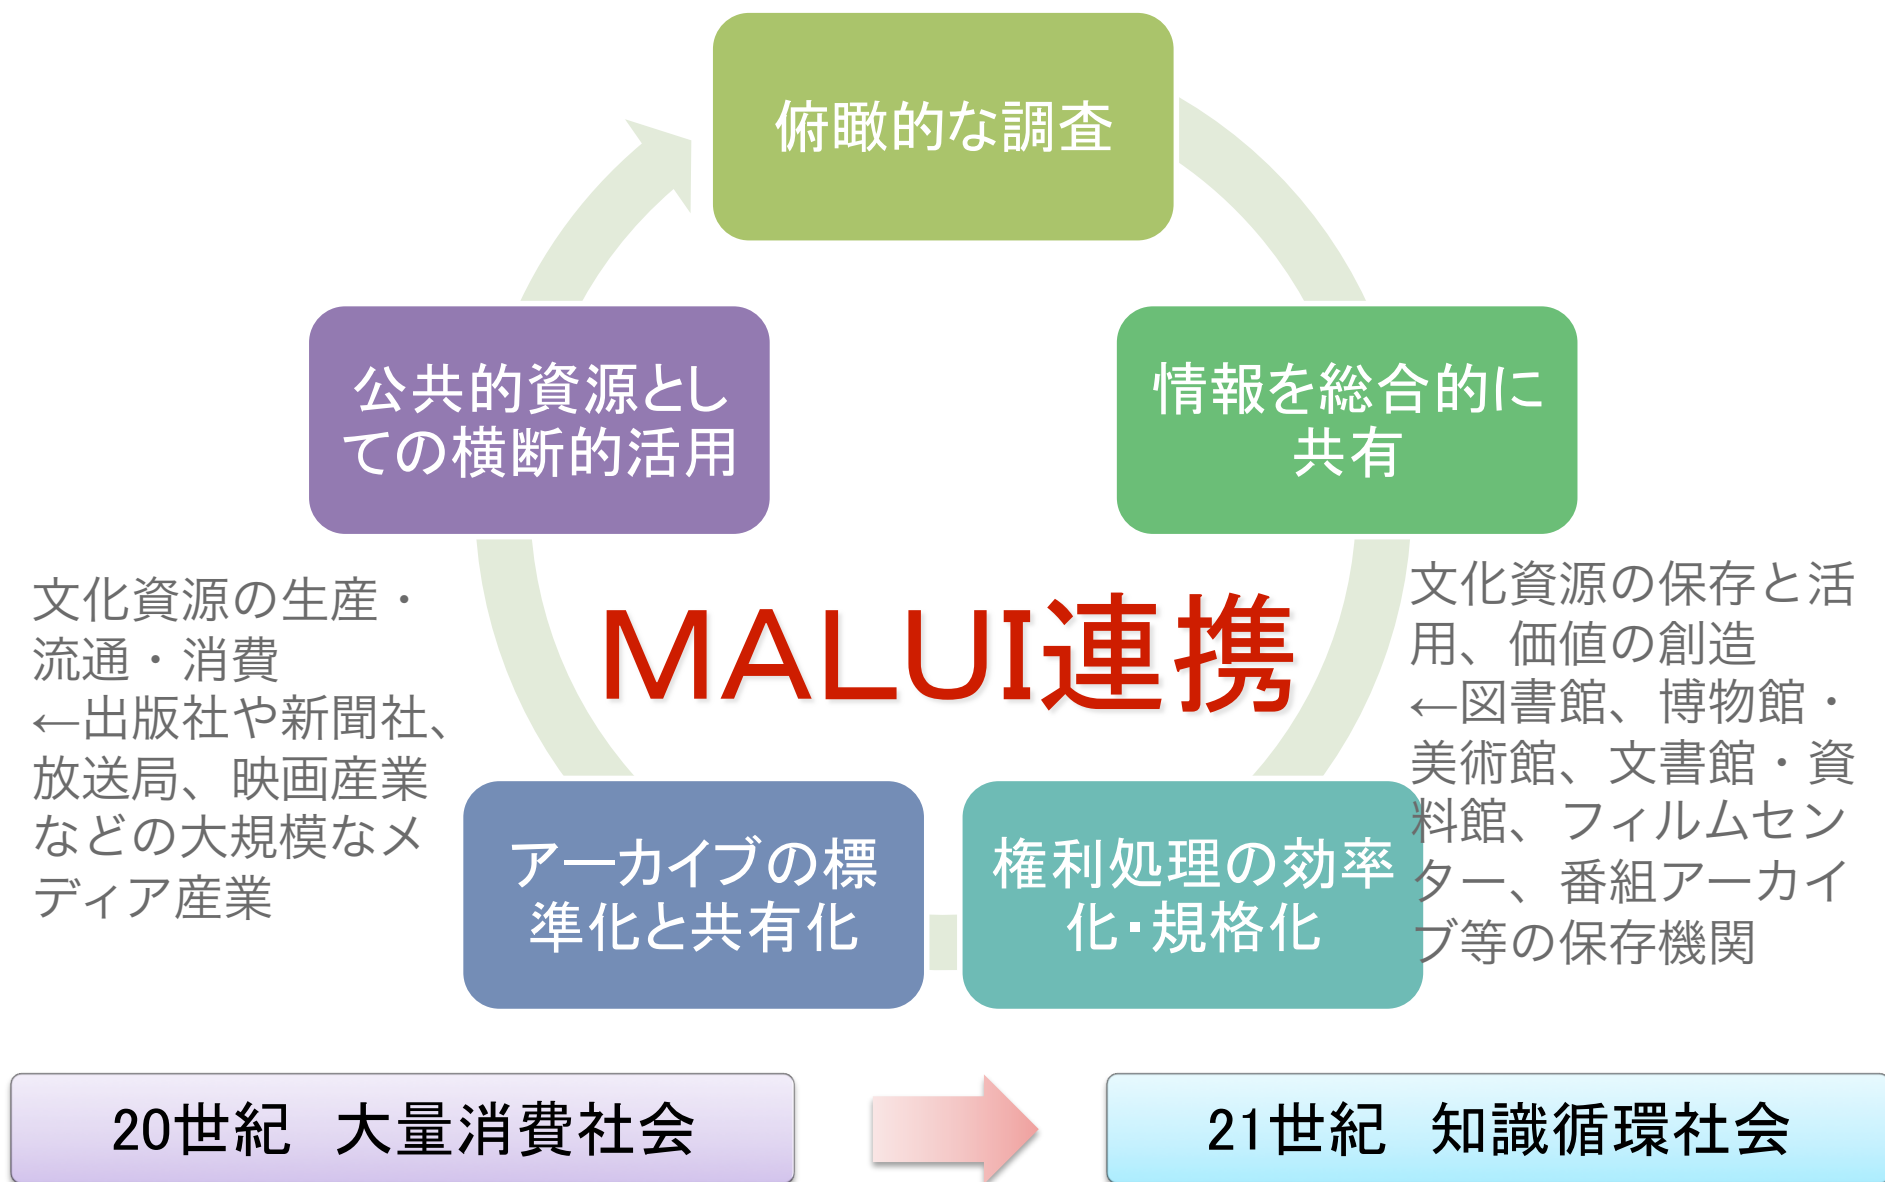 俯瞰的な調査
公共的資源とし
ての横断的活用
情報を総合的に
共有
MALUI連携
文化資源の生産・
流通・消費
←出版社や新聞社、
放送局、映画産業
などの大規模なメ
ディア産業
文化資源の保存と活
用、価値の創造
←図書館、博物館・
美術館、文書館・資
料館、フィルムセン
ター、番組アーカイ
ブ等の保存機関
アーカイブの標
準化と共有化
権利処理の効率
化・規格化
20世紀　大量消費社会
21世紀　知識循環社会